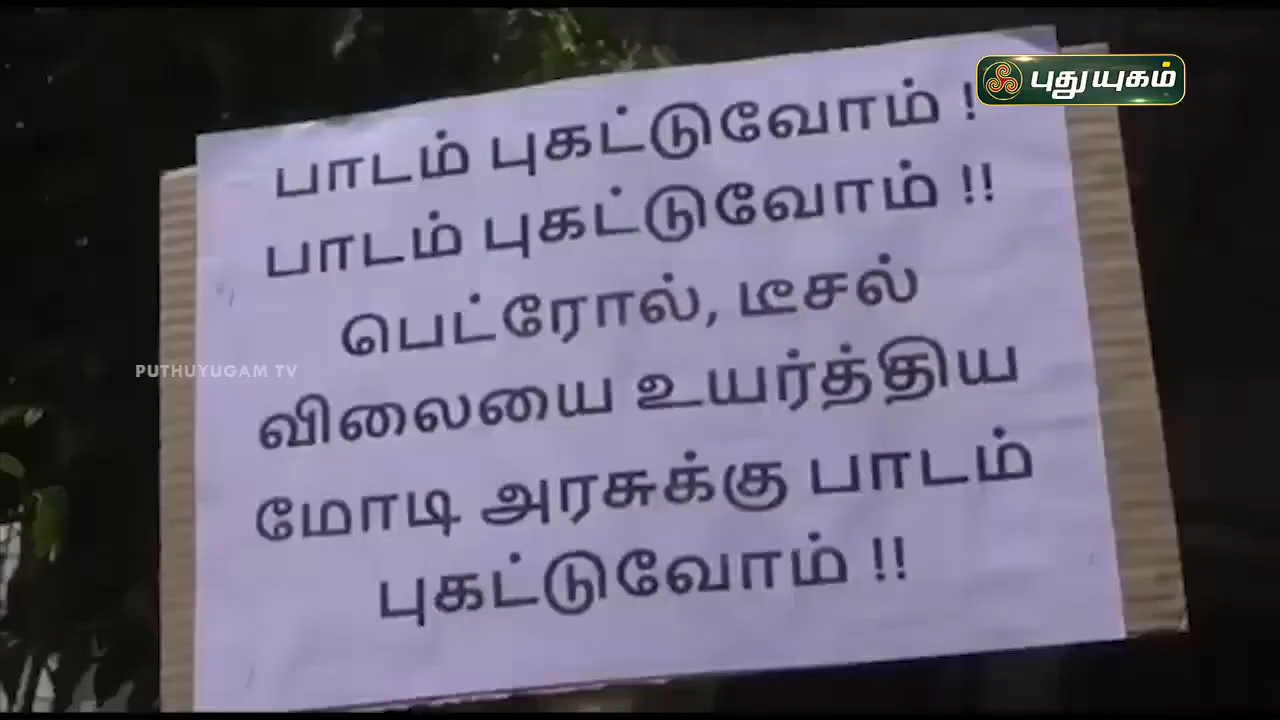 புதுயுகம்
பாடம் புகட்டுவோம் !
பாடம் புகட்டுவோம் !!
பெட்ரோல், டீசல்
விலையை உயர்த்திய
மோடி அரசுக்கு பாடம்
புகட்டுவோம் !!
PUTHUYUGAM TV